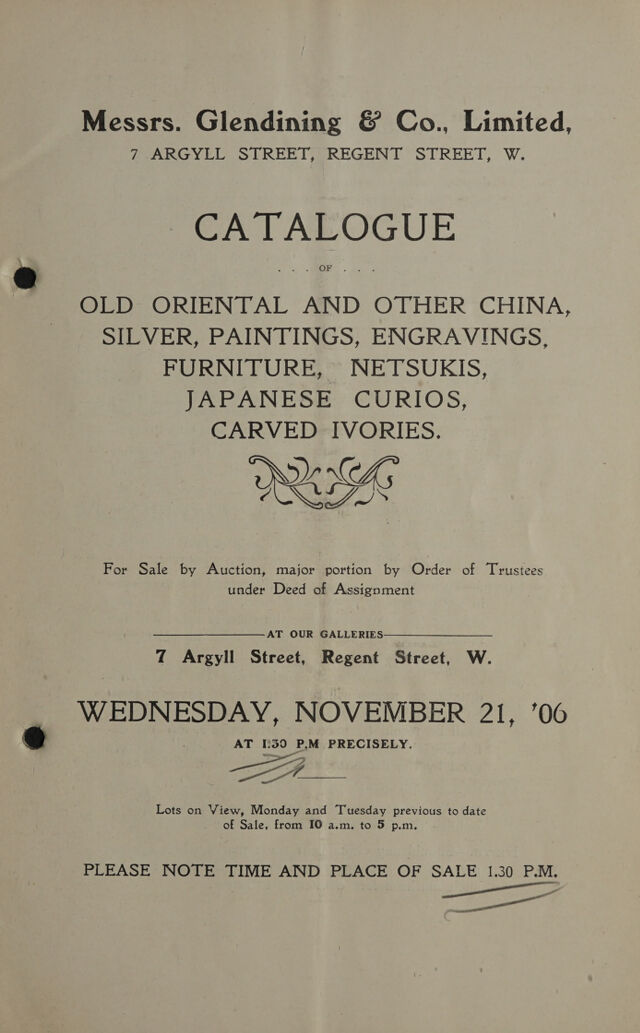 Messrs. Glendining & Co., Limited,
7 ARGYLL STREET, REGENT STREET, W.
CATALOGUE
. . . OF . . .
OLD ORIENTAL AND OTHER CHINA,
SILVER, PAINTINGS, ENGRAVINGS,
FURNITURE, NETSUKIS,
JAPANESE CURIOS,
CARVED IVORIES.
For Sale by Auction, major portion by Order of Trustees
under Deed of Assignment
AT OUR GALLERIES
7 Argyll Street, Regent Street, W.
WEDNESDAY, NOVEMBER 21, '06
AT 1.30 P.M PRECISELY.
Lots on View, Monday and Tuesday previous to date
of Sale, from 10 a.m. to 5 p.m.
PLEASE NOTE TIME AND PLACE OF SALE 1.30 P.M.